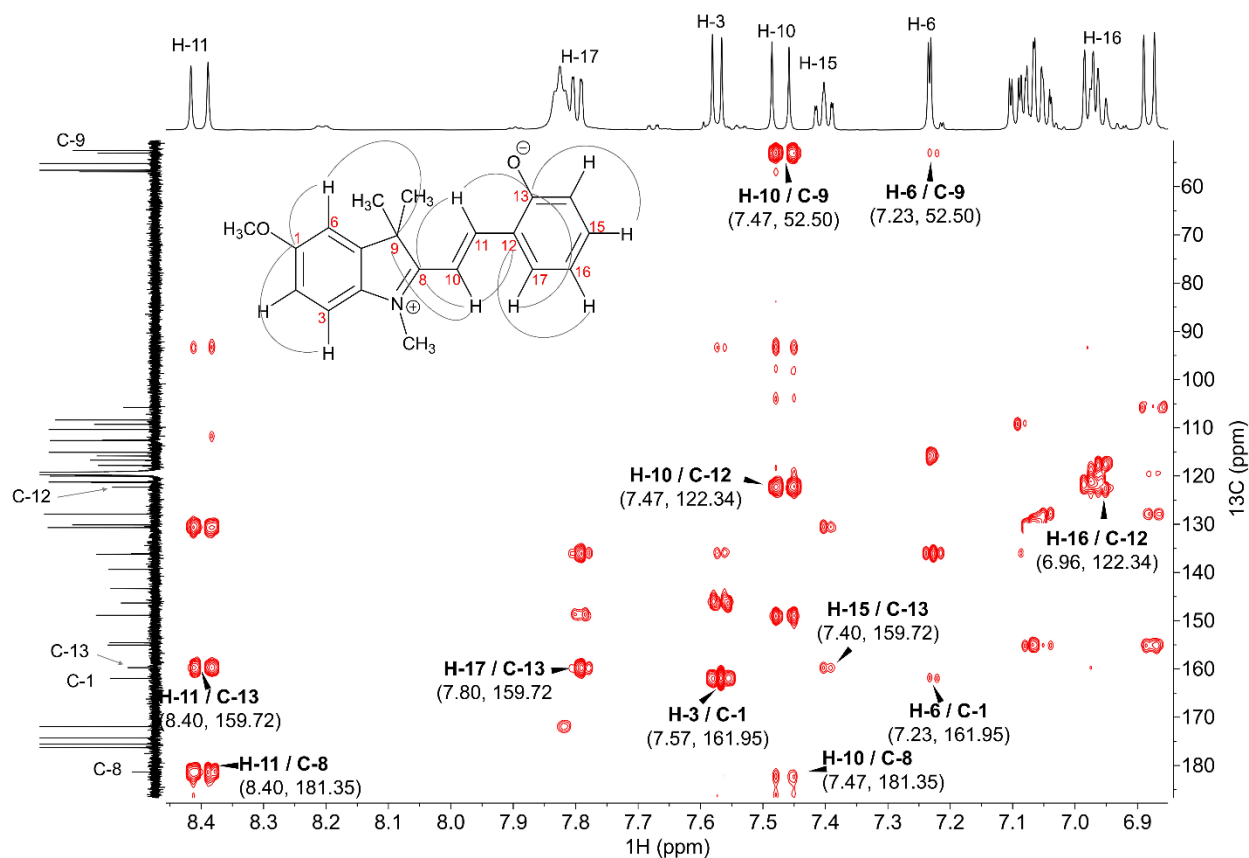 H-11
H-17
H-3
H-10
H-15
H-6
H-16
C-9
C-12
C-13
C-1
C-8
O
⊖
H
H
H
CH3
H3C
13
H
OCH3
1
6
9
11
12
15
H
8
10
16
17
H
3
N
⊕
H
H
H
H
CH3
H-10 / C-9
(7.47, 52.50)
H-6 / C-9
(7.23, 52.50)
H-10 / C-12
(7.47, 122.34)
H-16 / C-12
(6.96, 122.34)
H-15 / C-13
(7.40, 159.72)
H-17 / C-13
(7.80, 159.72
H-11 / C-13
(8.40, 159.72)
H-3 / C-1
(7.57, 161.95)
H-6 / C-1
(7.23, 161.95)
H-11 / C-8
(8.40, 181.35)
H-10 / C-8
(7.47, 181.35)
60
70
80
90
100
110
120
130
140
150
160
170
180
13C (ppm)
8.4 8.3 8.2 8.1 8.0 7.9 7.8 7.7 7.6 7.5 7.4 7.3 7.2 7.1 7.0 6.9
1H (ppm)